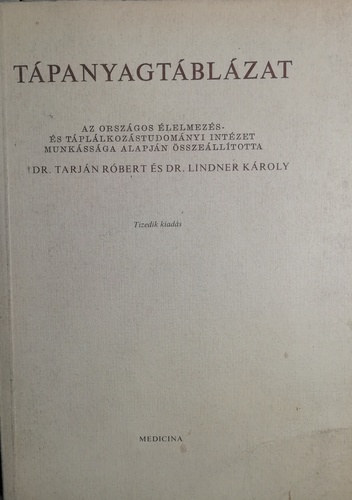 TÁPANYAGTÁBLÁZAT
AZ ORSZÁGOS ÉLELMEZÉS-
ÉS TÁPLÁLKOZÁSTUDOMÁNYI INTÉZET
MUNKÁSSÁGA ALAPJÁN ÖSSZEÁLLÍTOTTA
†DR. TARJÁN RÓBERT ÉS DR. LINDNER KÁROLY
Tizedik kiadás
MEDICINA